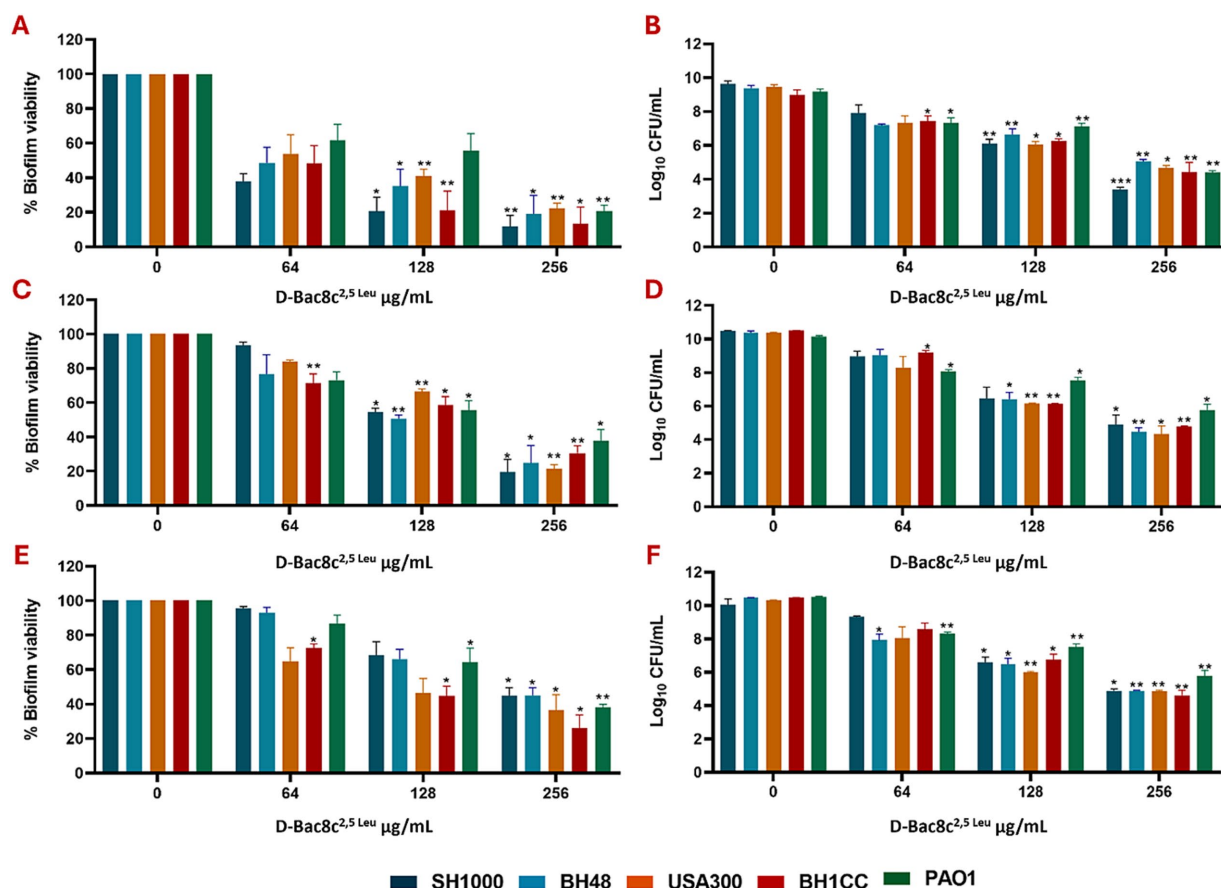 A
B
% Biofilm viability
120
100
80
60
40
20
0
* * ** ** * ** * **
0 64 128 256
D-Bac8c2,5 Leu µg/mL
Log10 CFU/mL
12
10
8
6
4
2
0
* * ** ** * * ** *** ** * ** **
0 64 128 256
D-Bac8c2,5 Leu µg/mL
C
D
% Biofilm viability
120
100
80
60
40
20
0
** * ** ** * * * * ** ** *
0 64 128 256
D-Bac8c2,5 Leu µg/mL
Log10 CFU/mL
12
10
8
6
4
2
0
* * * ** ** * * ** * ** *
0 64 128 256
D-Bac8c2,5 Leu µg/mL
E
F
% Biofilm viability
120
100
80
60
40
20
0
* * * * * * * **
0 64 128 256
D-Bac8c2,5 Leu µg/mL
Log10 CFU/mL
12
10
8
6
4
2
0
* ** * * ** * ** * ** ** ** **
0 64 128 256
D-Bac8c2,5 Leu µg/mL
SH1000 BH48 USA300 BH1CC PAO1